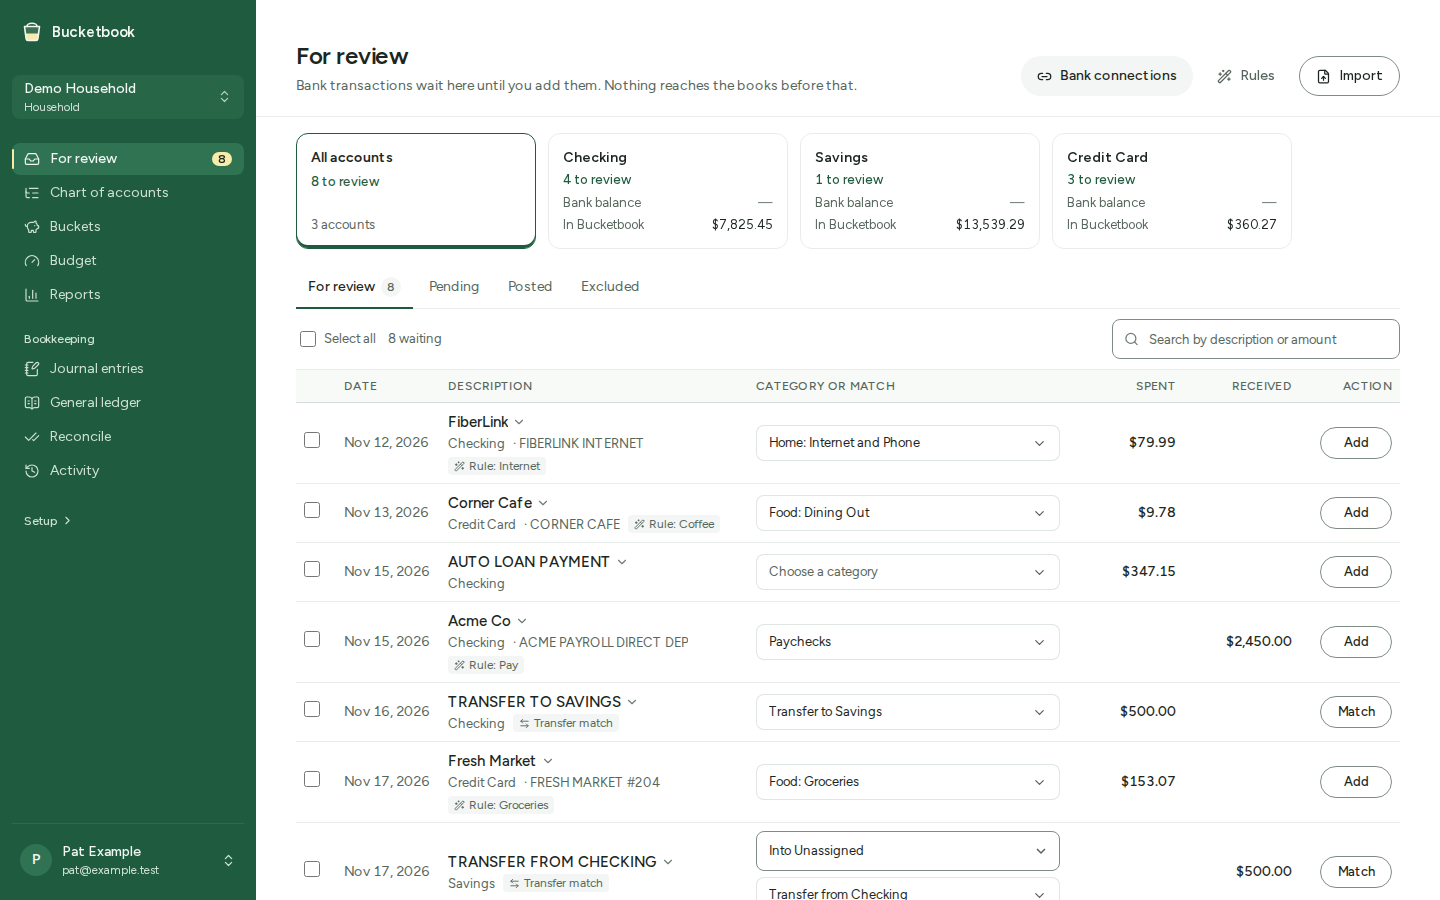 Bucketbook
Demo Household
Household
For review 8
Chart of accounts
Buckets
Budget
Reports
Bookkeeping
Journal entries
General ledger
Reconcile
Activity
Setup
P
Pat Example
pat@example.test
For review
Bank transactions wait here until you add them. Nothing reaches the books before that.
Bank connections
Rules
Import
All accounts
8 to review
3 accounts
Checking
4 to review
Bank balance —
In Bucketbook $7,825.45
Savings
1 to review
Bank balance —
In Bucketbook $13,539.29
Credit Card
3 to review
Bank balance —
In Bucketbook $360.27
For review 8 Pending Posted Excluded
Select all 8 waiting
Search by description or amount
DATE DESCRIPTION CATEGORY OR MATCH SPENT RECEIVED ACTION
FiberLink
Nov 12, 2026 Checking · FIBERLINK INTERNET Home: Internet and Phone $79.99 Add
Rule: Internet
Corner Cafe
Nov 13, 2026 Credit Card · CORNER CAFE Rule: Coffee Food: Dining Out $9.78 Add
AUTO LOAN PAYMENT
Nov 15, 2026 Checking Choose a category $347.15 Add
Acme Co
Nov 15, 2026 Checking · ACME PAYROLL DIRECT DEP Paychecks $2,450.00 Add
Rule: Pay
TRANSFER TO SAVINGS
Nov 16, 2026 Checking Transfer match Transfer to Savings $500.00 Match
Fresh Market
Nov 17, 2026 Credit Card · FRESH MARKET #204 Food: Groceries $153.07 Add
Rule: Groceries
Into Unassigned
TRANSFER FROM CHECKING
Nov 17, 2026 Savings Transfer match $500.00 Match
Transfer from Checking